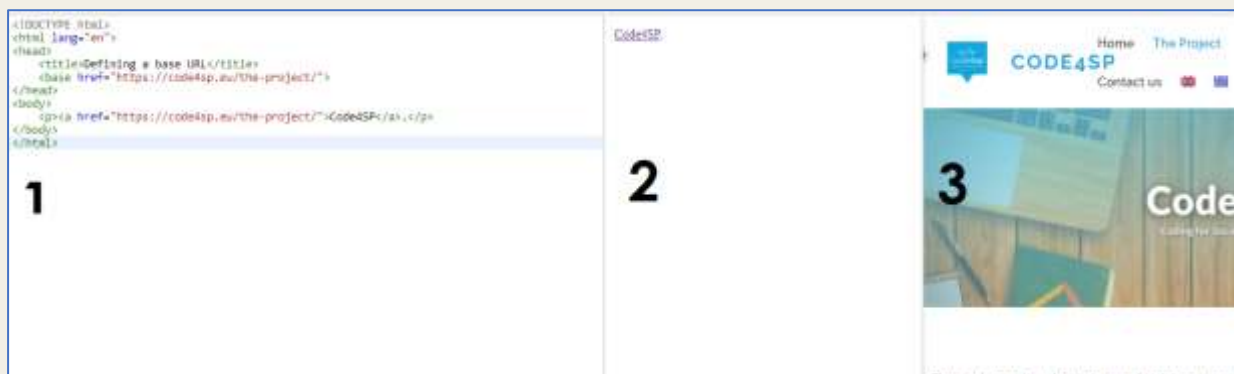 <!DOCTYPE html>
<html lang="en">
<head>
<title>Defining a base URL</title>
<base href="https://code4sp.eu/the-project/">
</head>
<body>
<p><a href="https://code4sp.eu/the-project/">Code4SP</a>.</p>
</body>
</html>
1
Code4SP.
2
Home The Project
CODE4SP
Contact us
3
Code
Coding for